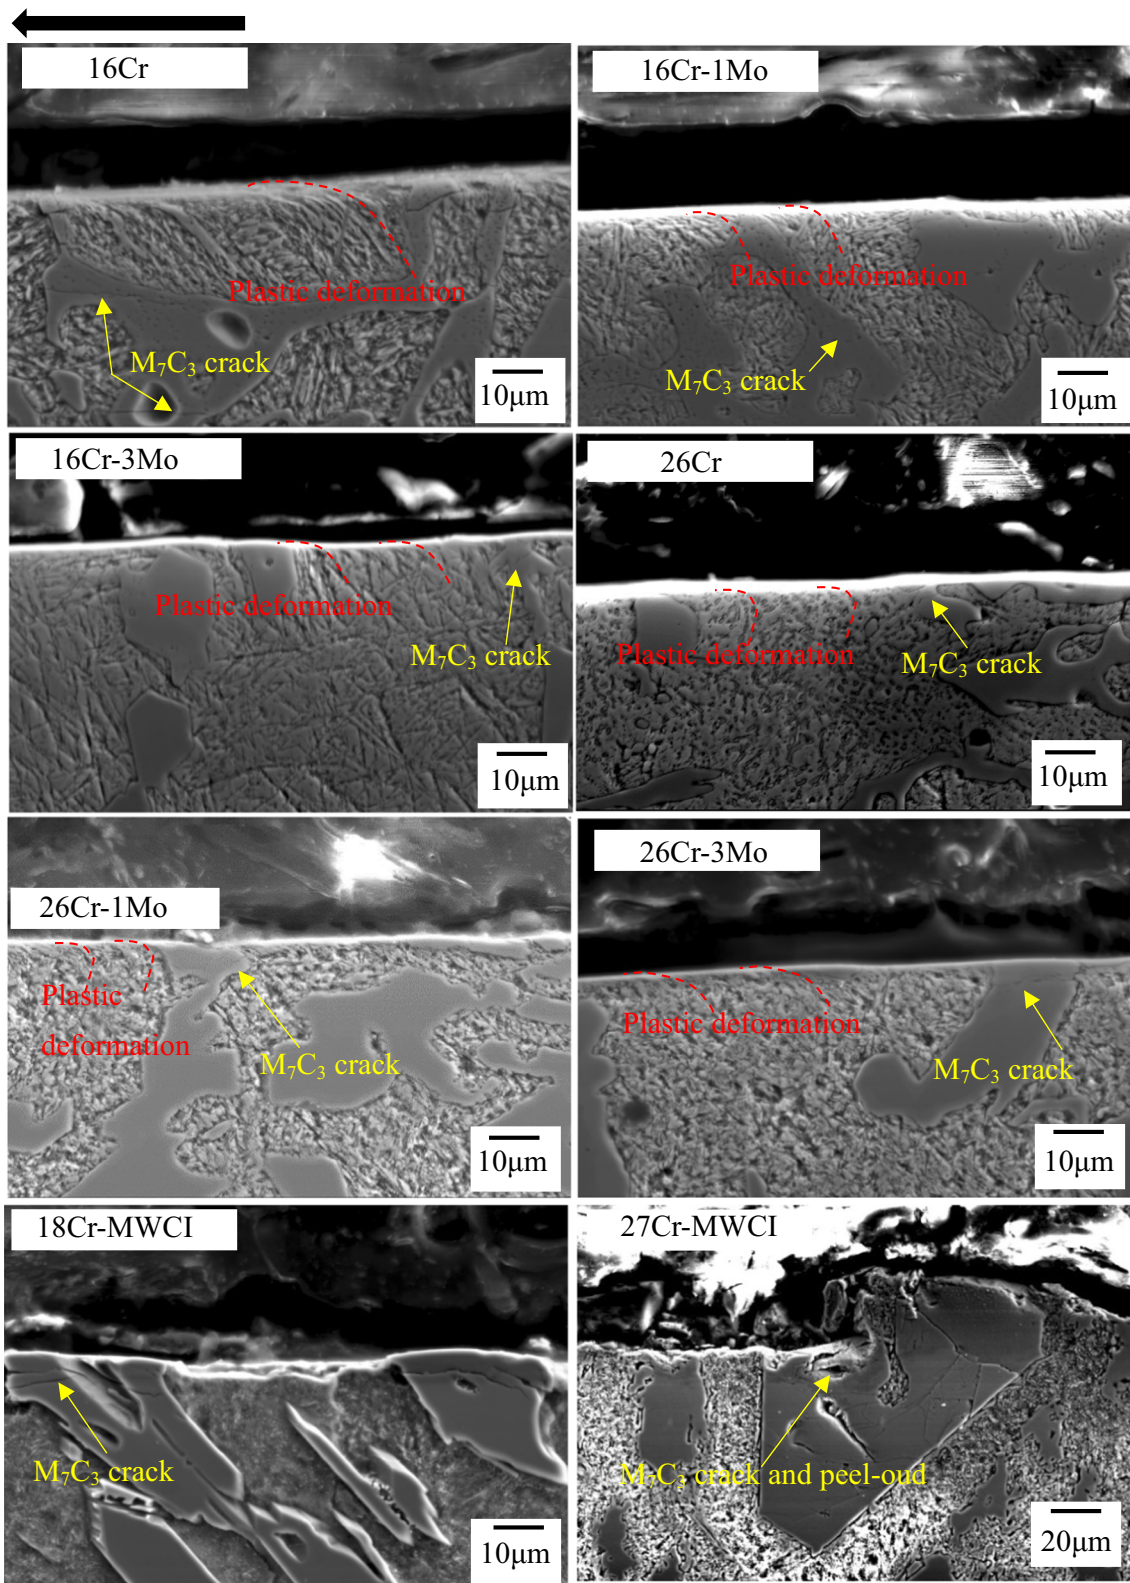 16Cr
Plastic deformation
M₇C₃ crack
10μm
16Cr-1Mo
Plastic deformation
M₇C₃ crack
10μm
16Cr-3Mo
Plastic deformation
M₇C₃ crack
10μm
26Cr
Plastic deformation
M₇C₃ crack
10μm
26Cr-1Mo
Plastic
deformation
M₇C₃ crack
10μm
26Cr-3Mo
Plastic deformation
M₇C₃ crack
10μm
18Cr-MWCI
M₇C₃ crack
10μm
27Cr-MWCI
M₇C₃ crack and peel-oud
20μm